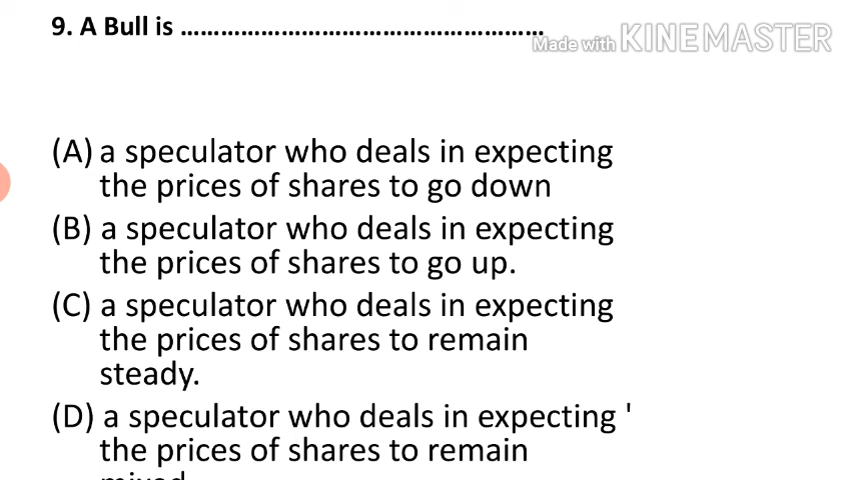 9. A Bull is ......................................................
Made with KINEMASTER
(A) a speculator who deals in expecting
the prices of shares to go down
(B) a speculator who deals in expecting
the prices of shares to go up.
(C) a speculator who deals in expecting
the prices of shares to remain
steady.
(D) a speculator who deals in expecting '
the prices of shares to remain
mixed